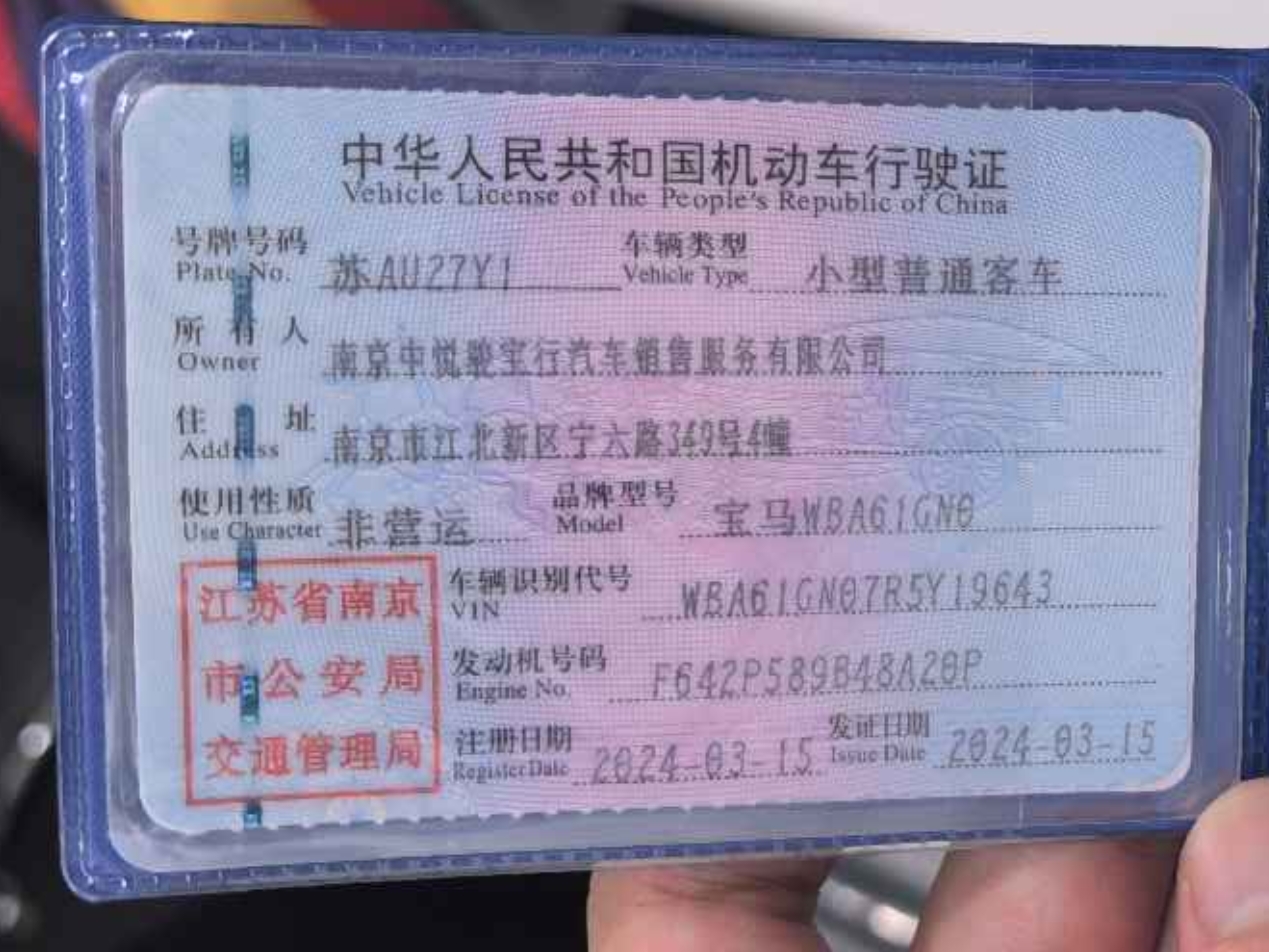 中华人民共和国机动车行驶证
Vehicle License of the People's Republic of China
号牌号码 苏AU27Y1 车辆类型 小型普通客车
Plate No. Vehicle Type
所有人 南京中悦骏宝行汽车销售服务有限公司
Owner
住址 南京市江北新区宁六路349号4幢
Address
使用性质 非营运 品牌型号 宝马WBA61GN0
Use Character Model
江苏省南京
市公安局
交通管理局
车辆识别代号 WBA61GN07R5Y19643
VIN
发动机号码 F642P589B48A20P
Engine No.
注册日期 2024-03-15 发证日期 2024-03-15
Register Date Issue Date